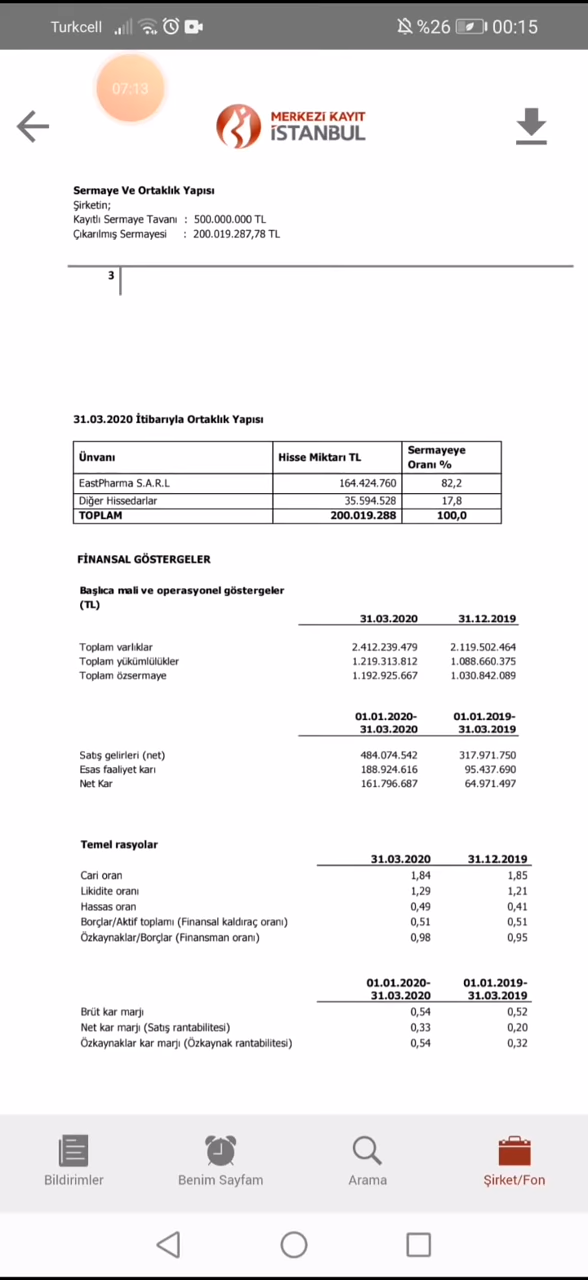 Turkcell %26 00:15
07:13
MERKEZİ KAYIT
İSTANBUL
Sermaye Ve Ortaklık Yapısı
Şirketin;
Kayıtlı Sermaye Tavanı : 500.000.000 TL
Çıkarılmış Sermayesi : 200.019.287,78 TL
3
31.03.2020 İtibarıyla Ortaklık Yapısı
Ünvanı Hisse Miktarı TL Sermayeye
Oranı %
EastPharma S.A.R.L 164.424.760 82,2
Diğer Hissedarlar 35.594.528 17,8
TOPLAM 200.019.288 100,0
FİNANSAL GÖSTERGELER
Başlıca mali ve operasyonel göstergeler
(TL)
31.03.2020 31.12.2019
Toplam varlıklar 2.412.239.479 2.119.502.464
Toplam yükümlülükler 1.219.313.812 1.088.660.375
Toplam özsermaye 1.192.925.667 1.030.842.089
01.01.2020- 01.01.2019-
31.03.2020 31.03.2019
Satış gelirleri (net) 484.074.542 317.971.750
Esas faaliyet karı 188.924.616 95.437.690
Net Kar 161.796.687 64.971.497
Temel rasyolar
31.03.2020 31.12.2019
Cari oran 1,84 1,85
Likidite oranı 1,29 1,21
Hassas oran 0,49 0,41
Borçlar/Aktif toplamı (Finansal kaldıraç oranı) 0,51 0,51
Özkaynaklar/Borçlar (Finansman oranı) 0,98 0,95
01.01.2020- 01.01.2019-
31.03.2020 31.03.2019
Brüt kar marjı 0,54 0,52
Net kar marjı (Satış rantabilitesi) 0,33 0,20
Özkaynaklar kar marjı (Özkaynak rantabilitesi) 0,54 0,32
Bildirimler Benim Sayfam Arama Şirket/Fon